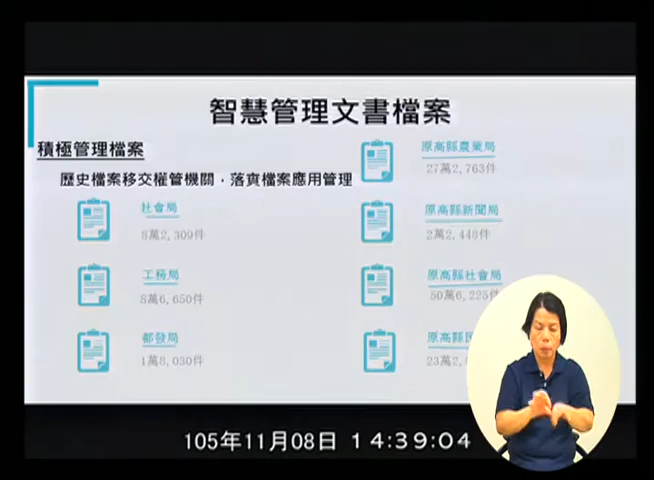 智慧管理文書檔案
積極管理檔案
歷史檔案移交權管機關，落實檔案應用管理
社會局
8萬2,309件
工務局
8萬6,650件
都發局
1萬8,030件
原高縣農業局
27萬2,763件
原高縣新聞局
2萬2,448件
原高縣社會局
50萬6,225件
原高縣
23萬2,
105年11月08日 14:39:04